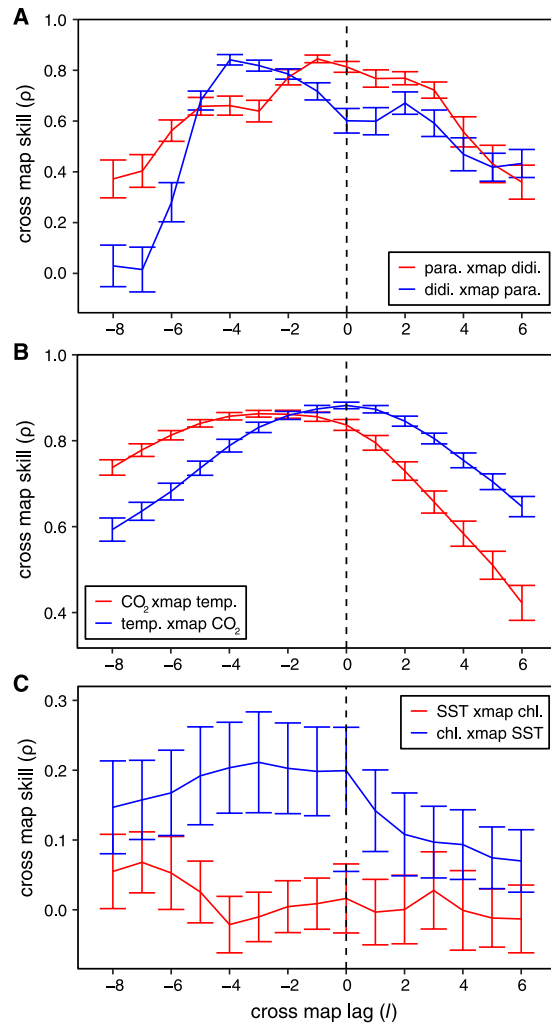 A
cross map skill (ρ)
1.0
0.8
0.6
0.4
0.2
0.0
para. xmap didi.
didi. xmap para.
−8 −6 −4 −2 0 2 4 6
B
cross map skill (ρ)
1.0
0.8
0.6
0.4
CO₂ xmap temp.
temp. xmap CO₂
−8 −6 −4 −2 0 2 4 6
C
cross map skill (ρ)
0.3
0.2
0.1
0.0
SST xmap chl.
chl. xmap SST
−8 −6 −4 −2 0 2 4 6
cross map lag (l)